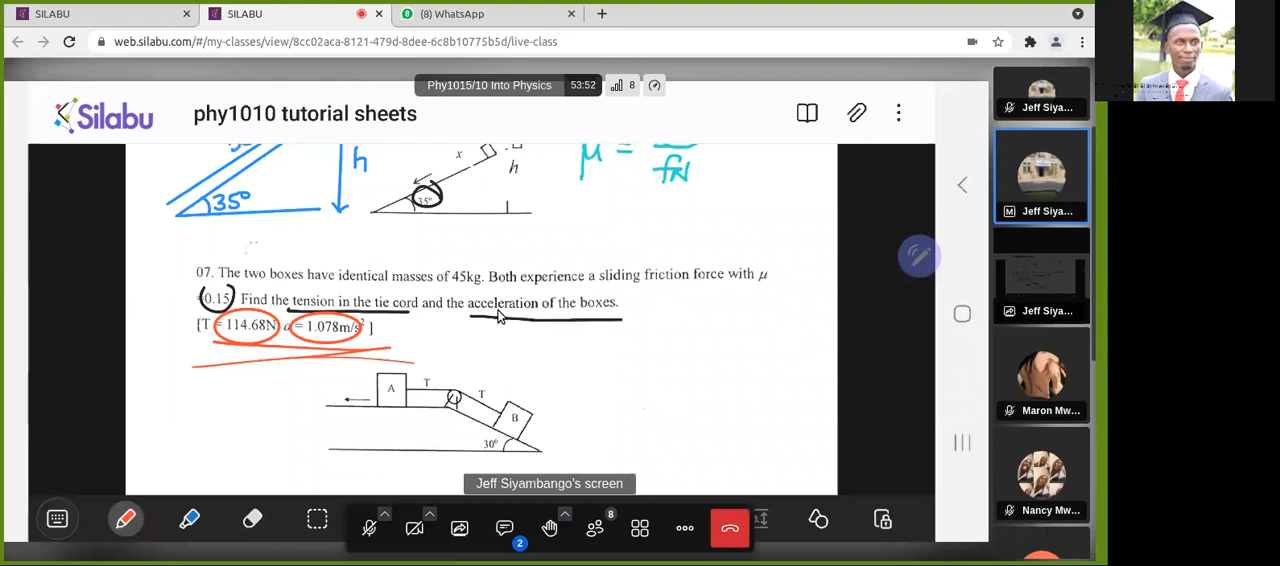 SILABU
SILABU
(8) WhatsApp
web.silabu.com/#/my-classes/view/8cc02aca-8121-479d-8dee-6c8b10775b5d/live-class
Phy1015/10 Into Physics 53:52 8
Silabu phy1010 tutorial sheets
h
35°
x
h
35°
μ = fN
07. The two boxes have identical masses of 45kg. Both experience a sliding friction force with μ
=0.15. Find the tension in the tie cord and the acceleration of the boxes.
[T = 114.68N a = 1.078m/s² ]
A T T B
30°
Jeff Siyambango's screen
8
2
Jeff Siya...
Jeff Siya...
M
Jeff Siya...
Maron Mw...
Nancy Mw...